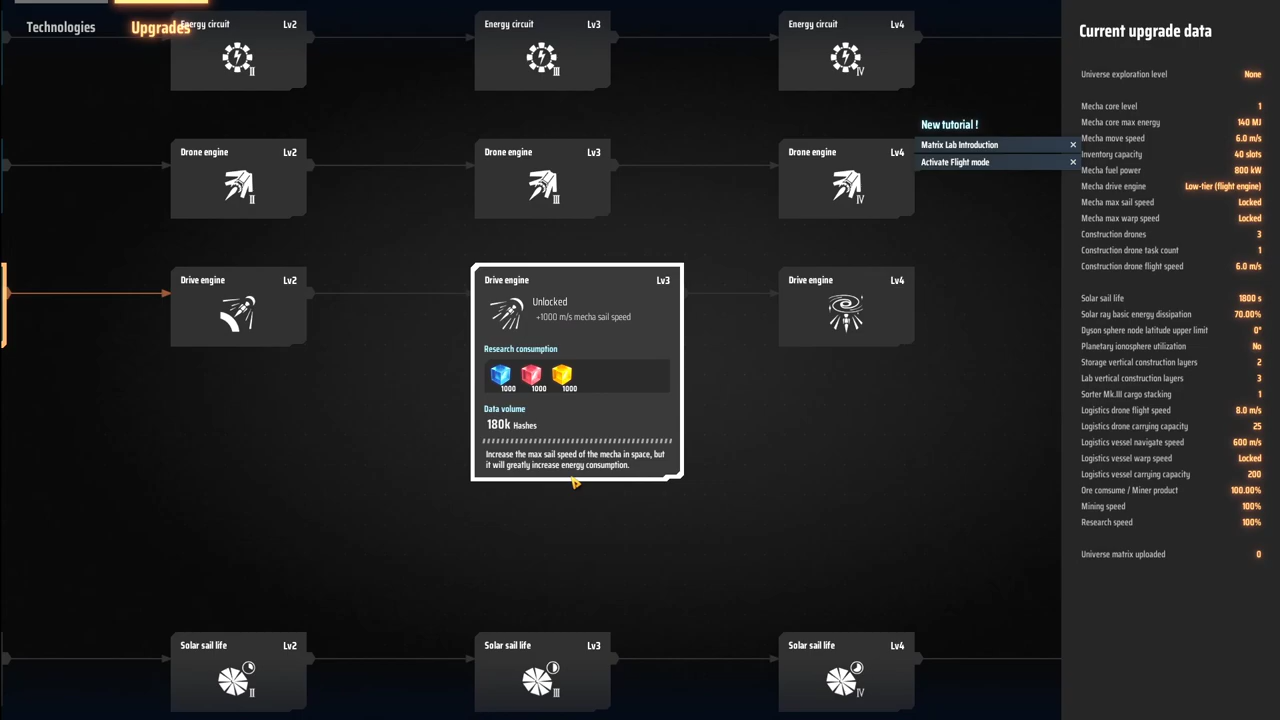 Technologies
Upgrades
Energy circuit Lv2
II
Energy circuit Lv3
III
Energy circuit Lv4
IV
Drone engine Lv2
II
Drone engine Lv3
III
Drone engine Lv4
IV
New tutorial !
Matrix Lab Introduction ×
Activate Flight mode ×
Drive engine Lv2
Drive engine Lv3
Unlocked
+1000 m/s mecha sail speed
Research consumption
1000 1000 1000
Data volume
180k Hashes
Increase the max sail speed of the mecha in space, but
it will greatly increase energy consumption.
Drive engine Lv4
Solar sail life Lv2
II
Solar sail life Lv3
III
Solar sail life Lv4
IV
Current upgrade data
Universe exploration level None
Mecha core level 1
Mecha core max energy 140 MJ
Mecha move speed 6.0 m/s
Inventory capacity 40 slots
Mecha fuel power 800 kW
Mecha drive engine Low-tier (flight engine)
Mecha max sail speed Locked
Mecha max warp speed Locked
Construction drones 3
Construction drone task count 1
Construction drone flight speed 6.0 m/s
Solar sail life 1800 s
Solar ray basic energy dissipation 70.00%
Dyson sphere node latitude upper limit 0°
Planetary ionosphere utilization No
Storage vertical construction layers 2
Lab vertical construction layers 3
Sorter Mk.III cargo stacking 1
Logistics drone flight speed 8.0 m/s
Logistics drone carrying capacity 25
Logistics vessel navigate speed 600 m/s
Logistics vessel warp speed Locked
Logistics vessel carrying capacity 200
Ore comsume / Miner product 100.00%
Mining speed 100%
Research speed 100%
Universe matrix uploaded 0